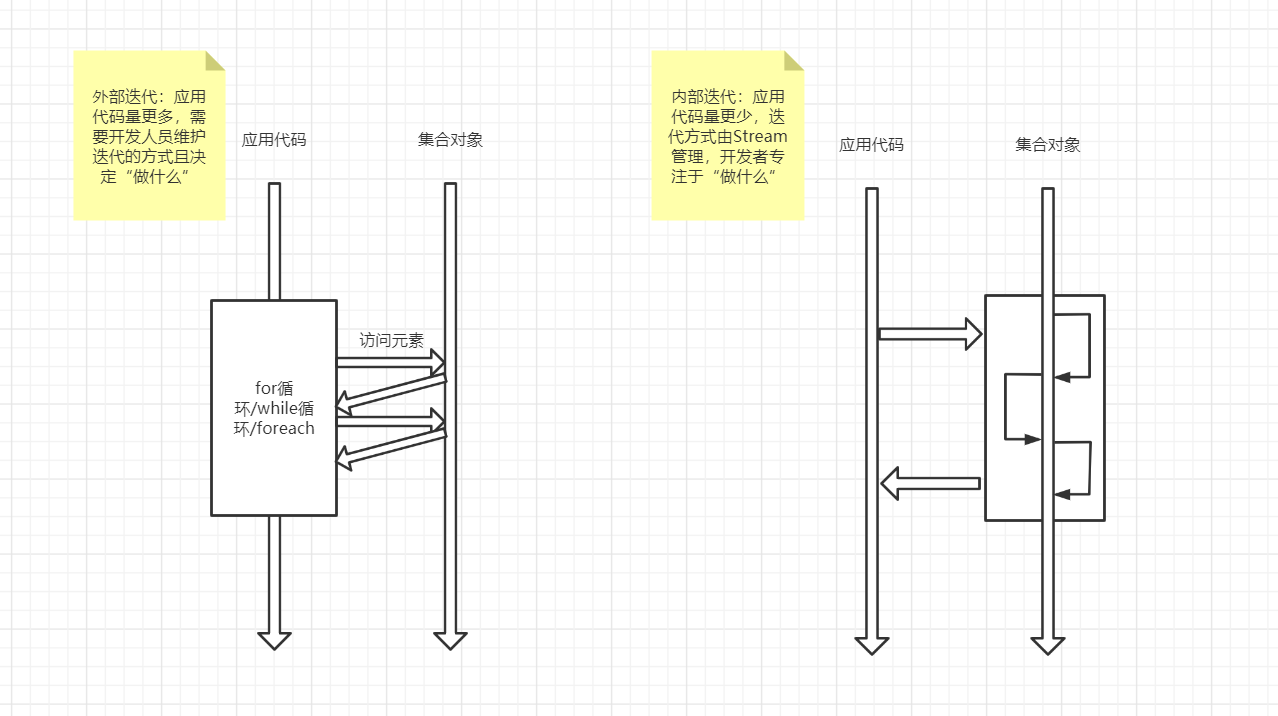 外部迭代：应用
代码量更多，需
要开发人员维护
迭代的方式且决
定“做什么”
应用代码
集合对象
访问元素
for循
环/while循
环/foreach
内部迭代：应用
代码量更少，迭
代方式由Stream
管理，开发者专
注于“做什么”
应用代码
集合对象